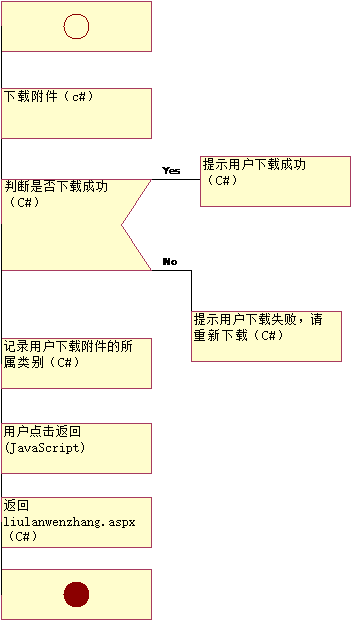 下载附件（c#）
判断是否下载成功
（C#）
Yes
提示用户下载成功
（C#）
No
提示用户下载失败，请
重新下载（C#）
记录用户下载附件的所
属类别（C#）
用户点击返回
(JavaScript)
返回
liulanwenzhang.aspx
（C#）